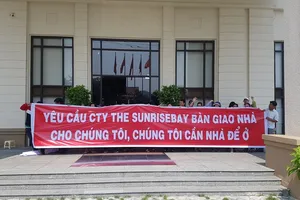 YÊU CẦU CTY THE SUNRISEBAY BÀN GIAO NHÀ
CHO CHÚNG TÔI, CHÚNG TÔI CẦN NHÀ ĐỂ Ở